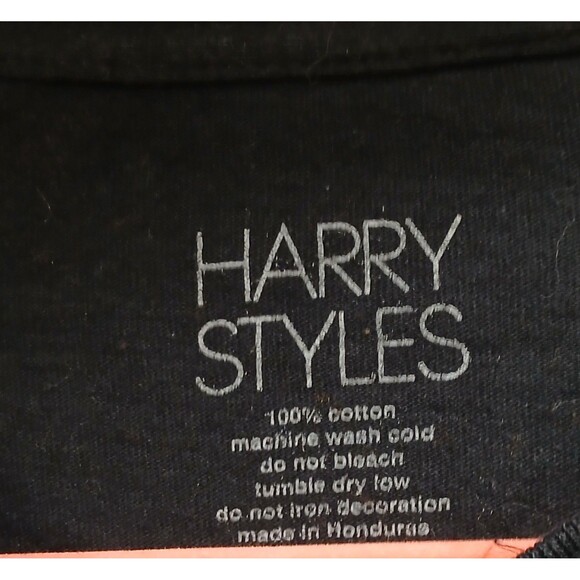 HARRY
STYLES
100% cotton
machine wash cold
do not bleach
tumble dry low
do not iron decoration
made in Honduras